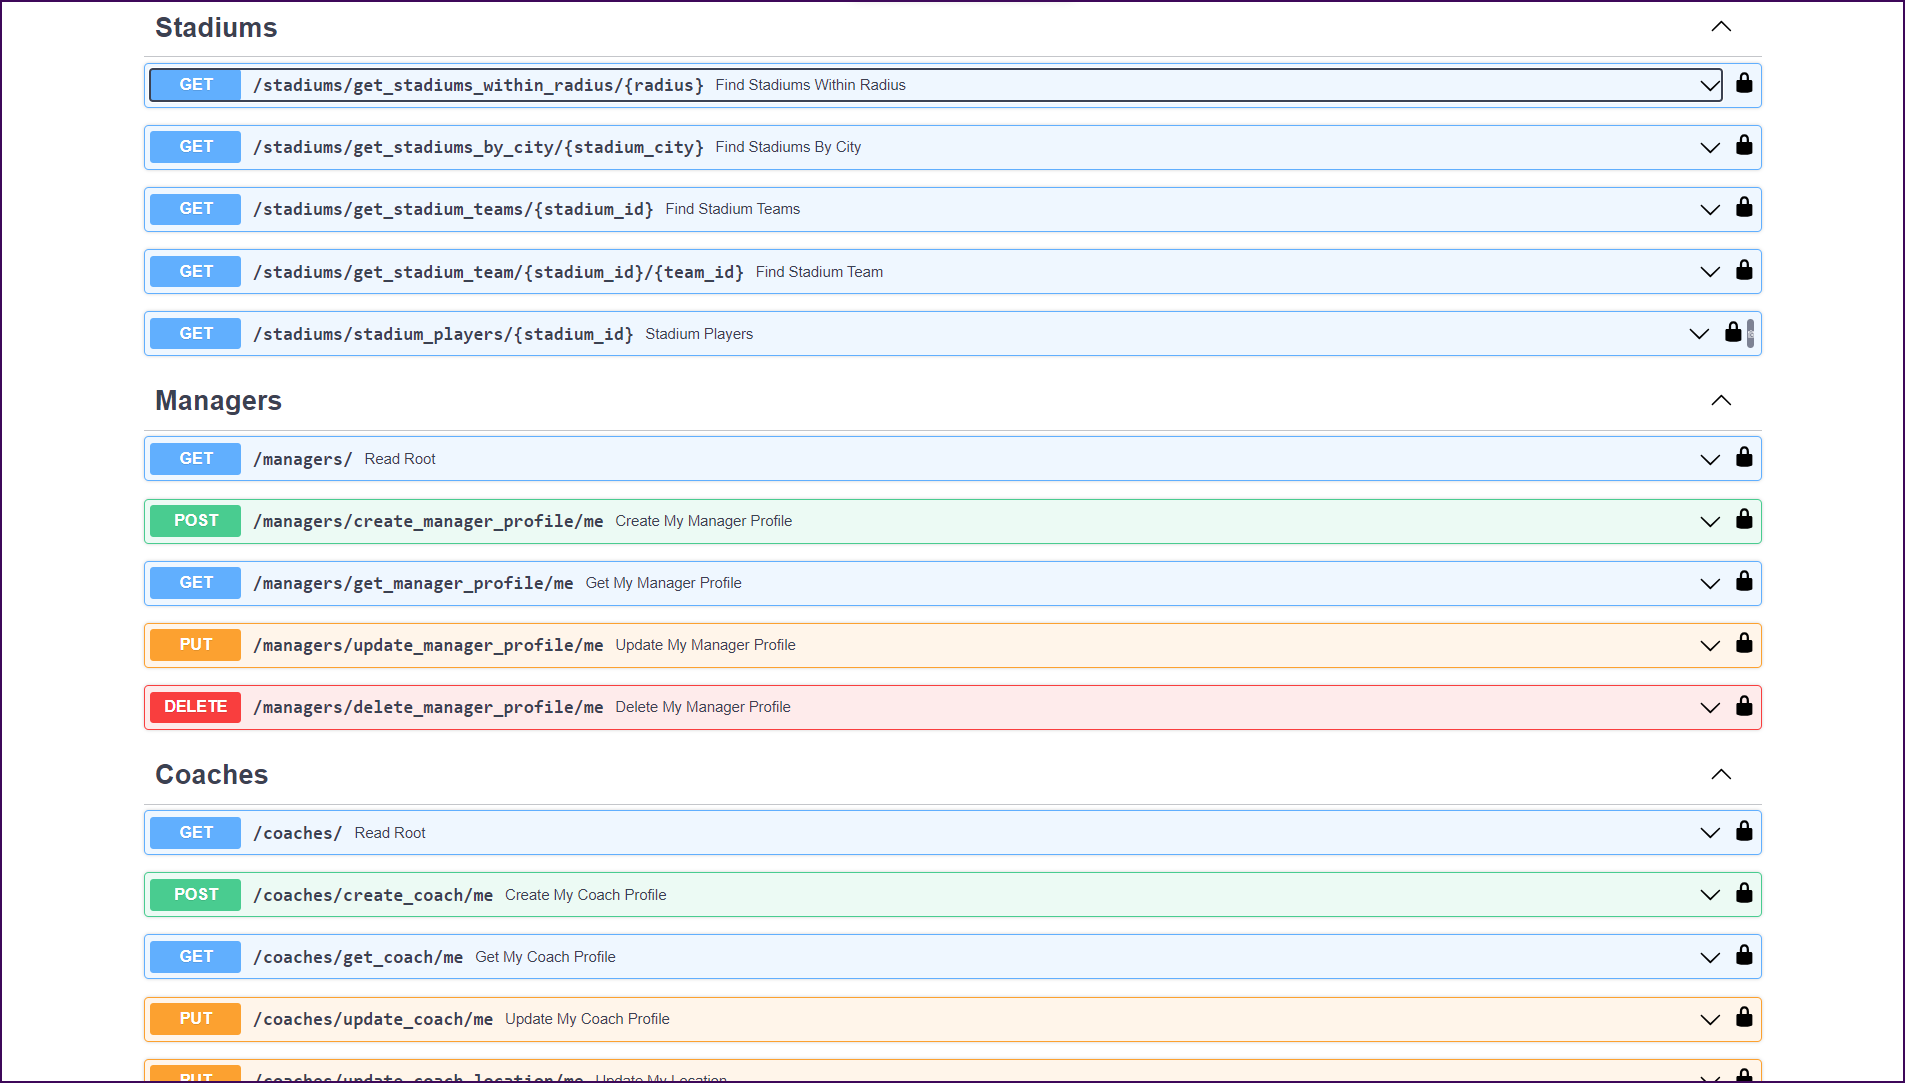 Stadiums
GET /stadiums/get_stadiums_within_radius/{radius} Find Stadiums Within Radius
GET /stadiums/get_stadiums_by_city/{stadium_city} Find Stadiums By City
GET /stadiums/get_stadium_teams/{stadium_id} Find Stadium Teams
GET /stadiums/get_stadium_team/{stadium_id}/{team_id} Find Stadium Team
GET /stadiums/stadium_players/{stadium_id} Stadium Players
Managers
GET /managers/ Read Root
POST /managers/create_manager_profile/me Create My Manager Profile
GET /managers/get_manager_profile/me Get My Manager Profile
PUT /managers/update_manager_profile/me Update My Manager Profile
DELETE /managers/delete_manager_profile/me Delete My Manager Profile
Coaches
GET /coaches/ Read Root
POST /coaches/create_coach/me Create My Coach Profile
GET /coaches/get_coach/me Get My Coach Profile
PUT /coaches/update_coach/me Update My Coach Profile
PUT /coaches/update_coach_location/me Update My Location